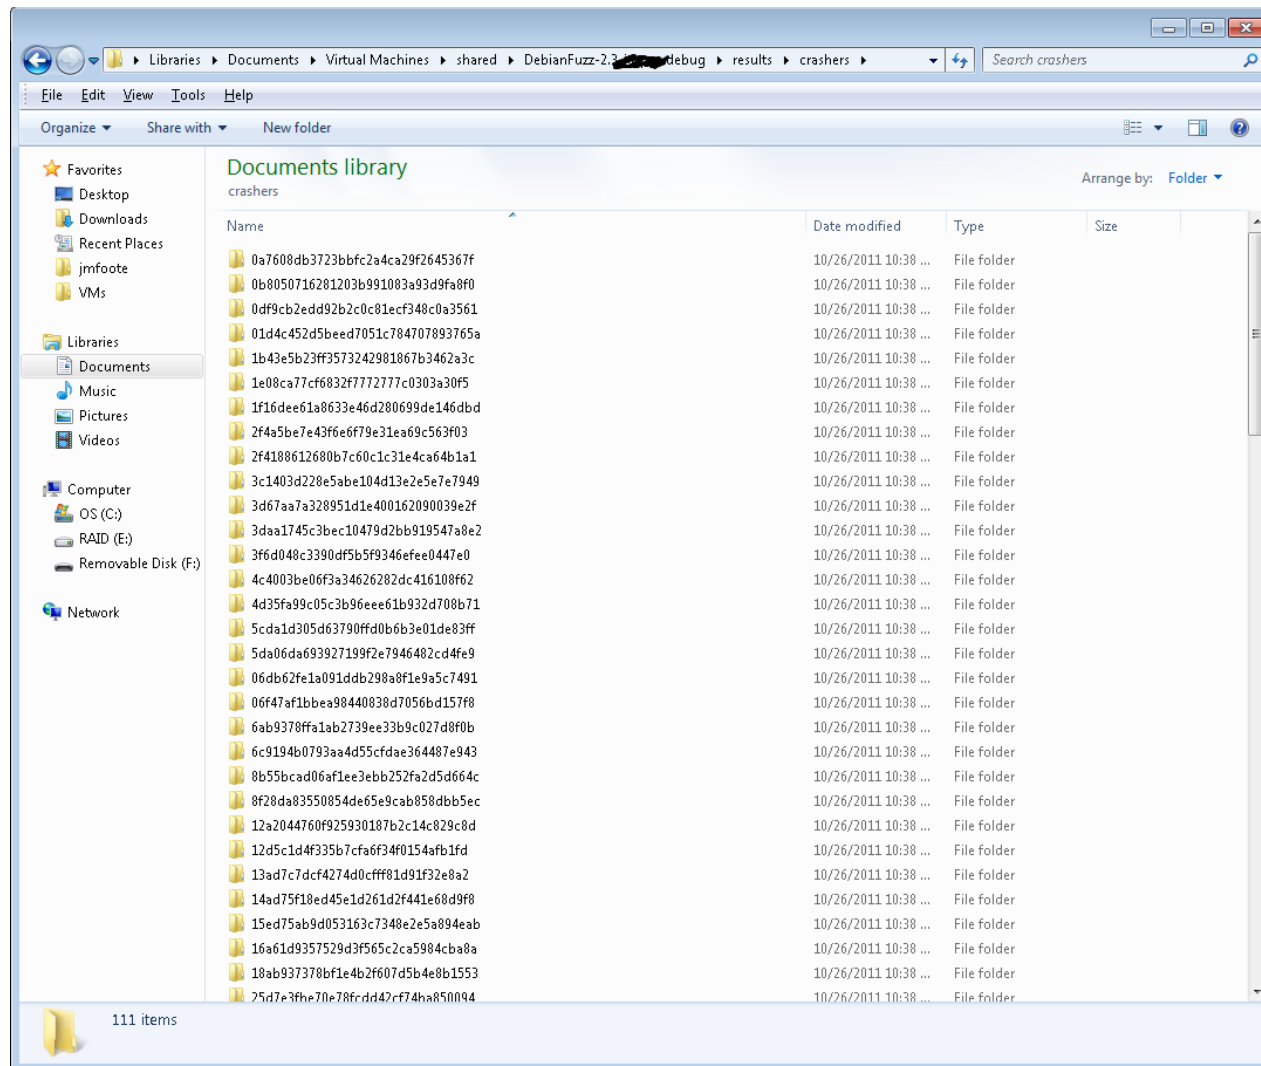 Libraries Documents Virtual Machines shared DebianFuzz-2.3 debug results crashers Search crashers
File Edit View Tools Help
Organize Share with New folder
Favorites
Desktop
Downloads
Recent Places
jmfoote
VMs
Libraries
Documents
Music
Pictures
Videos
Computer
OS (C:)
RAID (E:)
Removable Disk (F:)
Network
Documents library
crashers
Arrange by: Folder
Name Date modified Type Size
0a7608db3723bbfc2a4ca29f2645367f 10/26/2011 10:38 ... File folder
0b8050716281203b991083a93d9fa8f0 10/26/2011 10:38 ... File folder
0df9cb2edd92b2c0c81ecf348c0a3561 10/26/2011 10:38 ... File folder
01d4c452d5beed7051c784707893765a 10/26/2011 10:38 ... File folder
1b43e5b23ff3573242981867b3462a3c 10/26/2011 10:38 ... File folder
1e08ca77cf6832f7772777c0303a30f5 10/26/2011 10:38 ... File folder
1f16dee61a8633e46d280699de146dbd 10/26/2011 10:38 ... File folder
2f4a5be7e43f6e6f79e31ea69c563f03 10/26/2011 10:38 ... File folder
2f4188612680b7c60c1c31e4ca64b1a1 10/26/2011 10:38 ... File folder
3c1403d228e5abe104d13e2e5e7e7949 10/26/2011 10:38 ... File folder
3d67aa7a328951d1e400162090039e2f 10/26/2011 10:38 ... File folder
3daa1745c3bec10479d2bb919547a8e2 10/26/2011 10:38 ... File folder
3f6d048c3390df5b5f9346efee0447e0 10/26/2011 10:38 ... File folder
4c4003be06f3a34626282dc416108f62 10/26/2011 10:38 ... File folder
4d35fa99c05c3b96eee61b932d708b71 10/26/2011 10:38 ... File folder
5cda1d305d63790ffd0b6b3e01de83ff 10/26/2011 10:38 ... File folder
5da06da693927199f2e7946482cd4fe9 10/26/2011 10:38 ... File folder
06db62fe1a091ddb298a8f1e9a5c7491 10/26/2011 10:38 ... File folder
06f47af1bbea98440838d7056bd157f8 10/26/2011 10:38 ... File folder
6ab9378ffa1ab2739ee33b9c027d8f0b 10/26/2011 10:38 ... File folder
6c9194b0793aa4d55cfdae364487e943 10/26/2011 10:38 ... File folder
8b55bcad06af1ee3ebb252fa2d5d664c 10/26/2011 10:38 ... File folder
8f28da83550854de65e9cab858dbb5ec 10/26/2011 10:38 ... File folder
12a2044760f925930187b2c14c829c8d 10/26/2011 10:38 ... File folder
12d5c1d4f335b7cfa6f34f0154afb1fd 10/26/2011 10:38 ... File folder
13ad7c7dcf4274d0cfff81d91f32e8a2 10/26/2011 10:38 ... File folder
14ad75f18ed45e1d261d2f441e68d9f8 10/26/2011 10:38 ... File folder
15ed75ab9d053163c7348e2e5a894eab 10/26/2011 10:38 ... File folder
16a61d9357529d3f565c2ca5984cba8a 10/26/2011 10:38 ... File folder
18ab937378bf1e4b2f607d5b4e8b1553 10/26/2011 10:38 ... File folder
25d7e3fbe70e78fcdd42cf74ba850094 10/26/2011 10:38 ... File folder
111 items